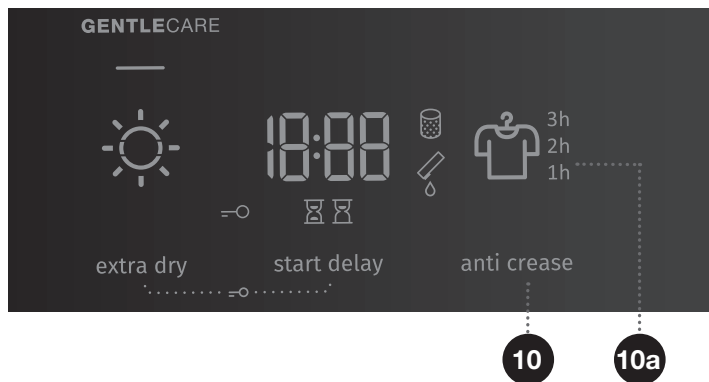 GENTLECARE
18:88
3h
2h
1h
extra dry
start delay
anti crease
10
10a